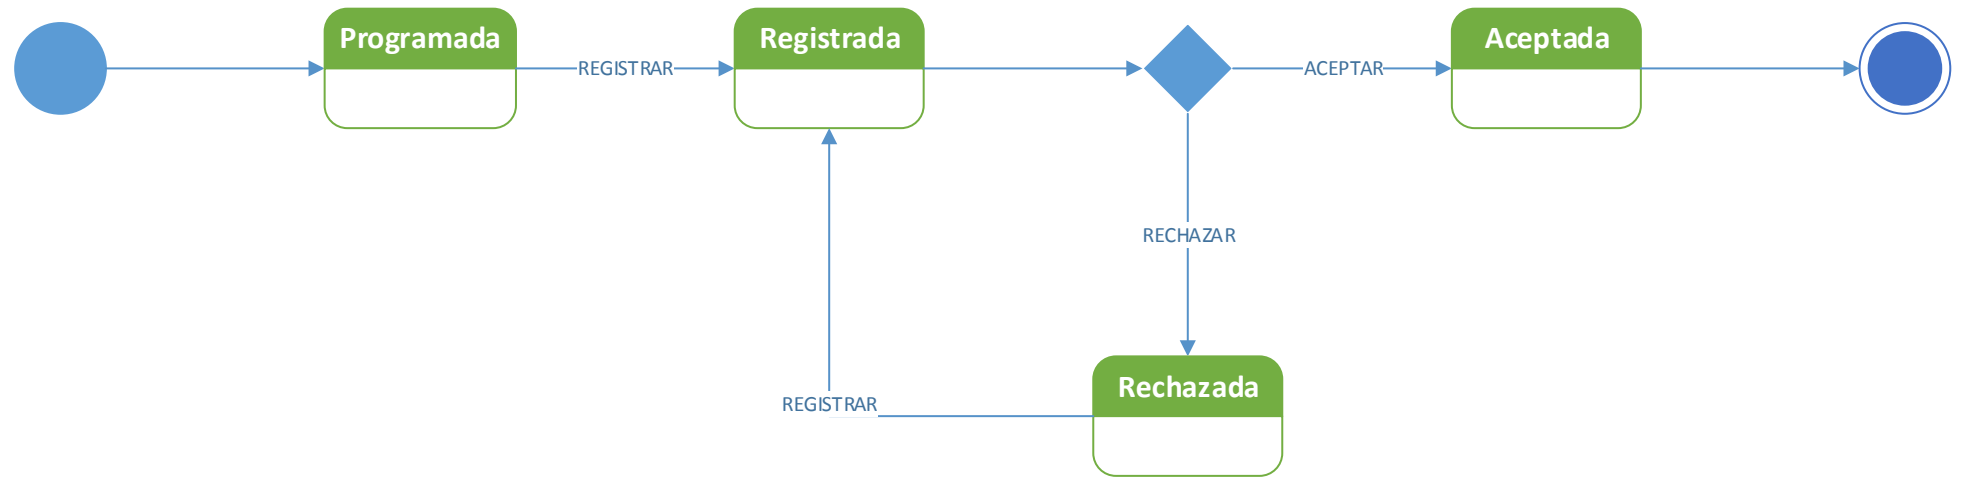 Programada
REGISTRAR
Registrada
ACEPTAR
Aceptada
RECHAZAR
Rechazada
REGISTRAR